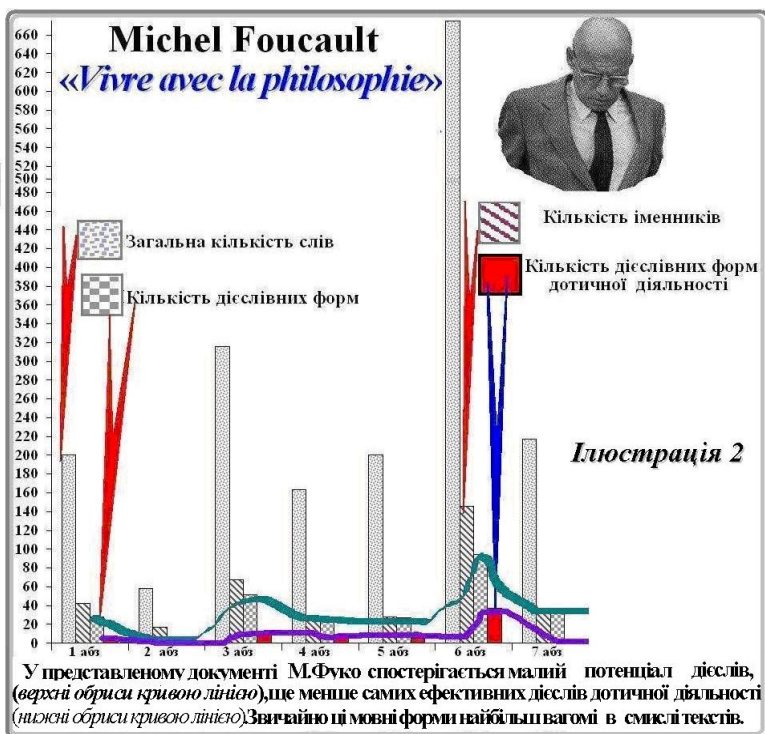 Michel Foucault
«Vivre avec la philosophie»
660
640
620
600
580
560
540
520
500
480
460
440
420
400
380
360
340
320
300
280
260
240
220
200
180
160
140
120
100
80
60
40
20
0
Загальна кількість слів
Кількість дієслівних форм
Кількість іменників
Кількість дієслівних форм
дотичної діяльності
Ілюстрація 2
1 абз 2 абз 3 абз 4 абз 5 абз 6 абз 7 абз
У представленому документі М.Фуко спостерігається малий потенціал дієслів,
(верхні обриси кривою лінією),ще менше самих ефективних дієслів дотичної діяльності
(нижні обриси кривою лінією).Звичайно ці мовні форми найбільш вагомі в смислі текстів.